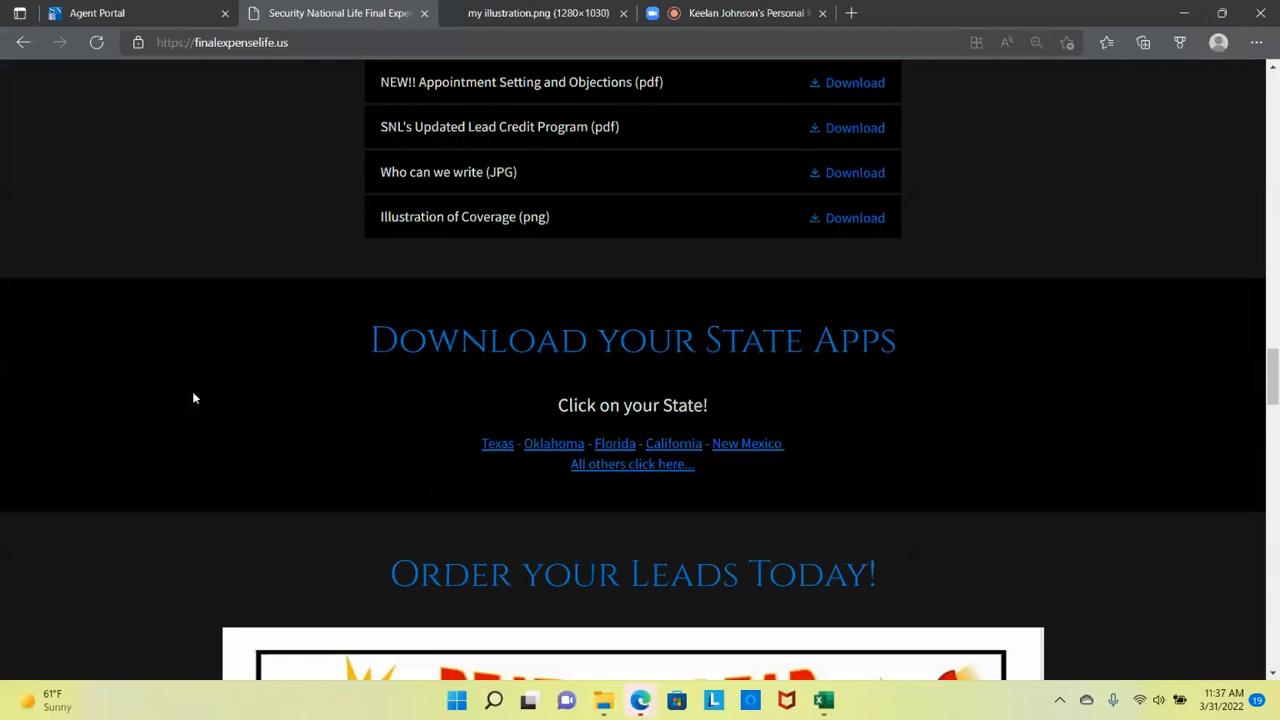 Agent Portal
Security National Life Final Expe
my illustration.png (1280×1030)
Keelan Johnson's Personal M
https://finalexpenselife.us
NEW!! Appointment Setting and Objections (pdf)
Download
SNL's Updated Lead Credit Program (pdf)
Download
Who can we write (JPG)
Download
Illustration of Coverage (png)
Download
Download your State Apps
Click on your State!
Texas - Oklahoma - Florida - California - New Mexico
All others click here...
Order your Leads Today!
61°F
Sunny
11:37 AM
3/31/2022
19